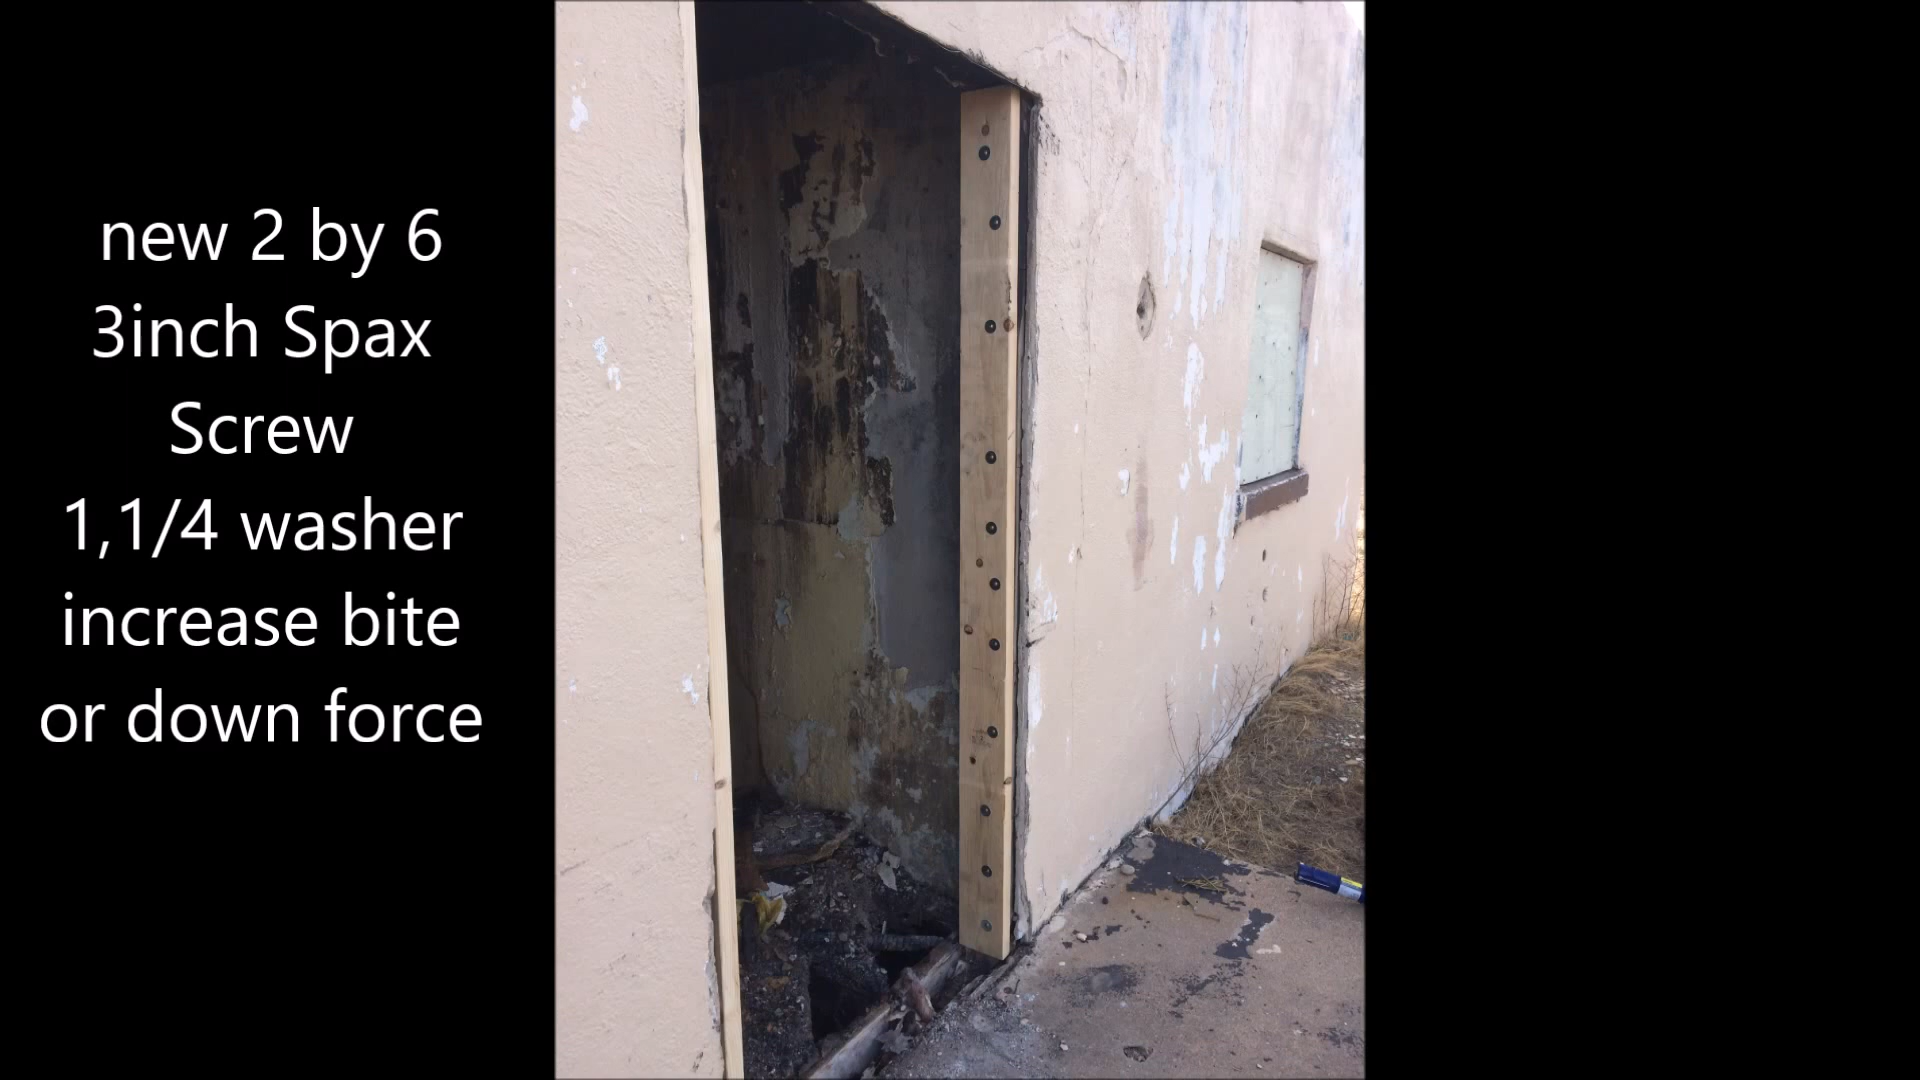 new 2 by 6
3inch Spax
Screw
1,1/4 washer
increase bite
or down force